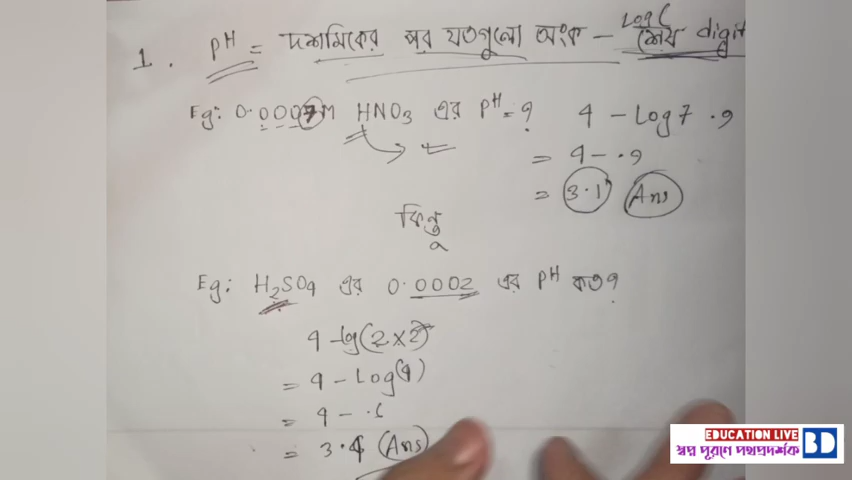 1. pH = দশমিকের পর যতগুলো অংক – Log( শেষ digit
Eg: 0.0007M HNO3 এর pH = ? 4 – Log7 .9
= 4 – .9
= 3.1 (Ans)
কিন্তু
Eg: H2SO4 এর 0.0002 এর pH কত?
4 – lg(2×2)
= 4 – Log(4)
= 4 – .6
= 3.4 (Ans)
EDUCATION LIVE
স্বপ্ন পূরণে পথপ্রদর্শক BD